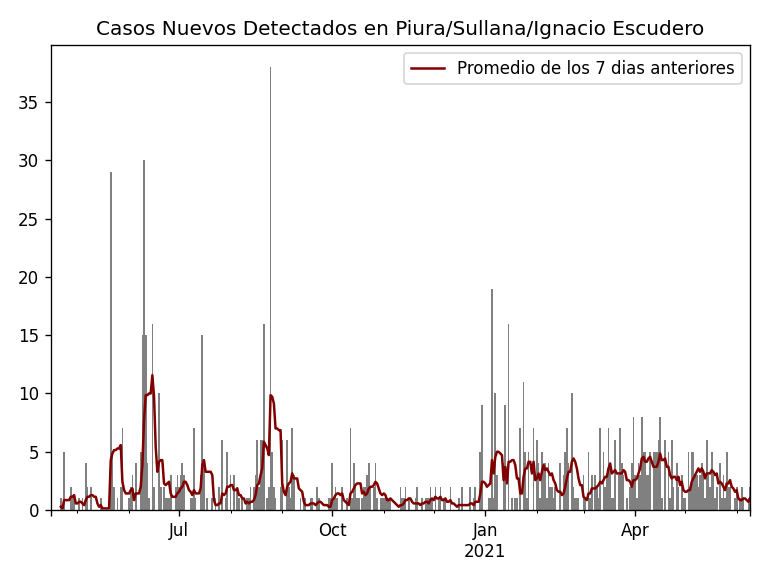 Casos Nuevos Detectados en Piura/Sullana/Ignacio Escudero
Promedio de los 7 dias anteriores
35
30
25
20
15
10
5
0
Jul
Oct
Jan
2021
Apr